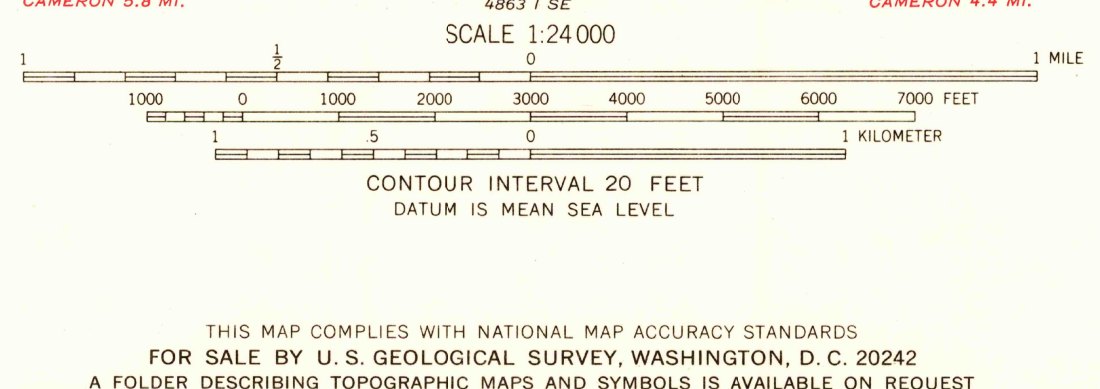 CAMERON 5.8 MI. 4863 I SE CAMERON 4.4 MI.
SCALE 1:24 000
1 1/2 0 1 MILE
1000 0 1000 2000 3000 4000 5000 6000 7000 FEET
1 .5 0 1 KILOMETER
CONTOUR INTERVAL 20 FEET
DATUM IS MEAN SEA LEVEL
THIS MAP COMPLIES WITH NATIONAL MAP ACCURACY STANDARDS
FOR SALE BY U. S. GEOLOGICAL SURVEY, WASHINGTON, D. C. 20242
A FOLDER DESCRIBING TOPOGRAPHIC MAPS AND SYMBOLS IS AVAILABLE ON REQUEST